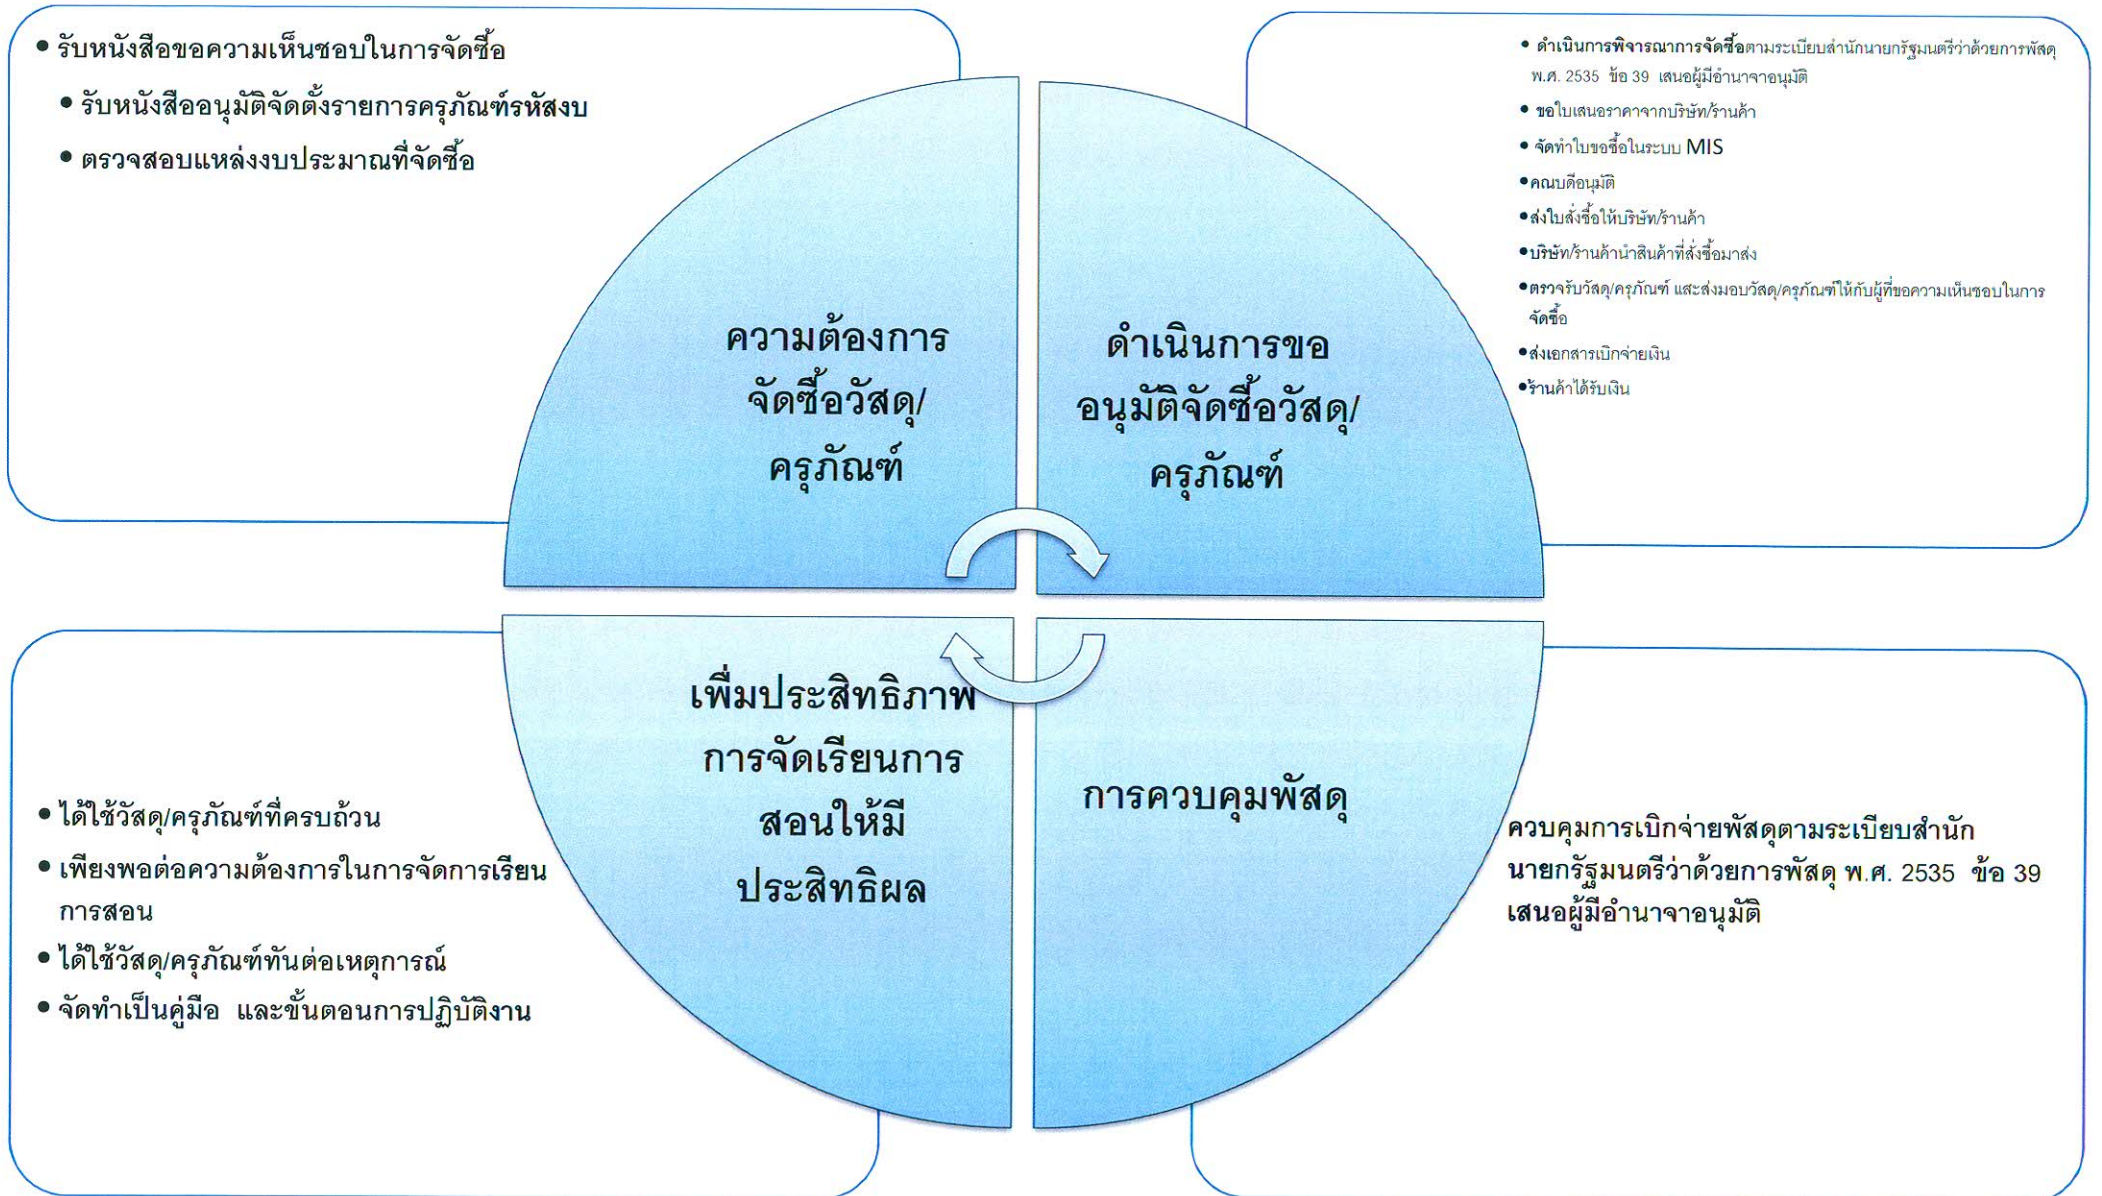 • รับหนังสือขอความเห็นชอบในการจัดซื้อ
• รับหนังสืออนุมัติจัดตั้งรายการครุภัณฑ์รหัสงบ
• ตรวจสอบแหล่งงบประมาณที่จัดซื้อ
ความต้องการ
จัดซื้อวัสดุ/
ครุภัณฑ์
• ดำเนินการพิจารณาการจัดซื้อตามระเบียบสำนักนายกรัฐมนตรีว่าด้วยการพัสดุ
พ.ศ. 2535 ข้อ 39 เสนอผู้มีอำนาจาอนุมัติ
• ขอใบเสนอราคาจากบริษัท/ร้านค้า
• จัดทำใบขอซื้อในระบบ MIS
• คณบดีอนุมัติ
• ส่งใบสั่งซื้อให้บริษัท/ร้านค้า
• บริษัท/ร้านค้านำสินค้าที่สั่งซื้อมาส่ง
• ตรวจรับวัสดุ/ครุภัณฑ์ และส่งมอบวัสดุ/ครุภัณฑ์ให้กับผู้ที่ขอความเห็นชอบในการ
จัดซื้อ
• ส่งเอกสารเบิกจ่ายเงิน
• ร้านค้าได้รับเงิน
ดำเนินการขอ
อนุมัติจัดซื้อวัสดุ/
ครุภัณฑ์
การควบคุมพัสดุ
ควบคุมการเบิกจ่ายพัสดุตามระเบียบสำนัก
นายกรัฐมนตรีว่าด้วยการพัสดุ พ.ศ. 2535 ข้อ 39
เสนอผู้มีอำนาจาอนุมัติ
เพิ่มประสิทธิภาพ
การจัดเรียนการ
สอนให้มี
ประสิทธิผล
• ได้ใช้วัสดุ/ครุภัณฑ์ที่ครบถ้วน
• เพียงพอต่อความต้องการในการจัดการเรียน
การสอน
• ได้ใช้วัสดุ/ครุภัณฑ์ทันต่อเหตุการณ์
• จัดทำเป็นคู่มือ และขั้นตอนการปฏิบัติงาน